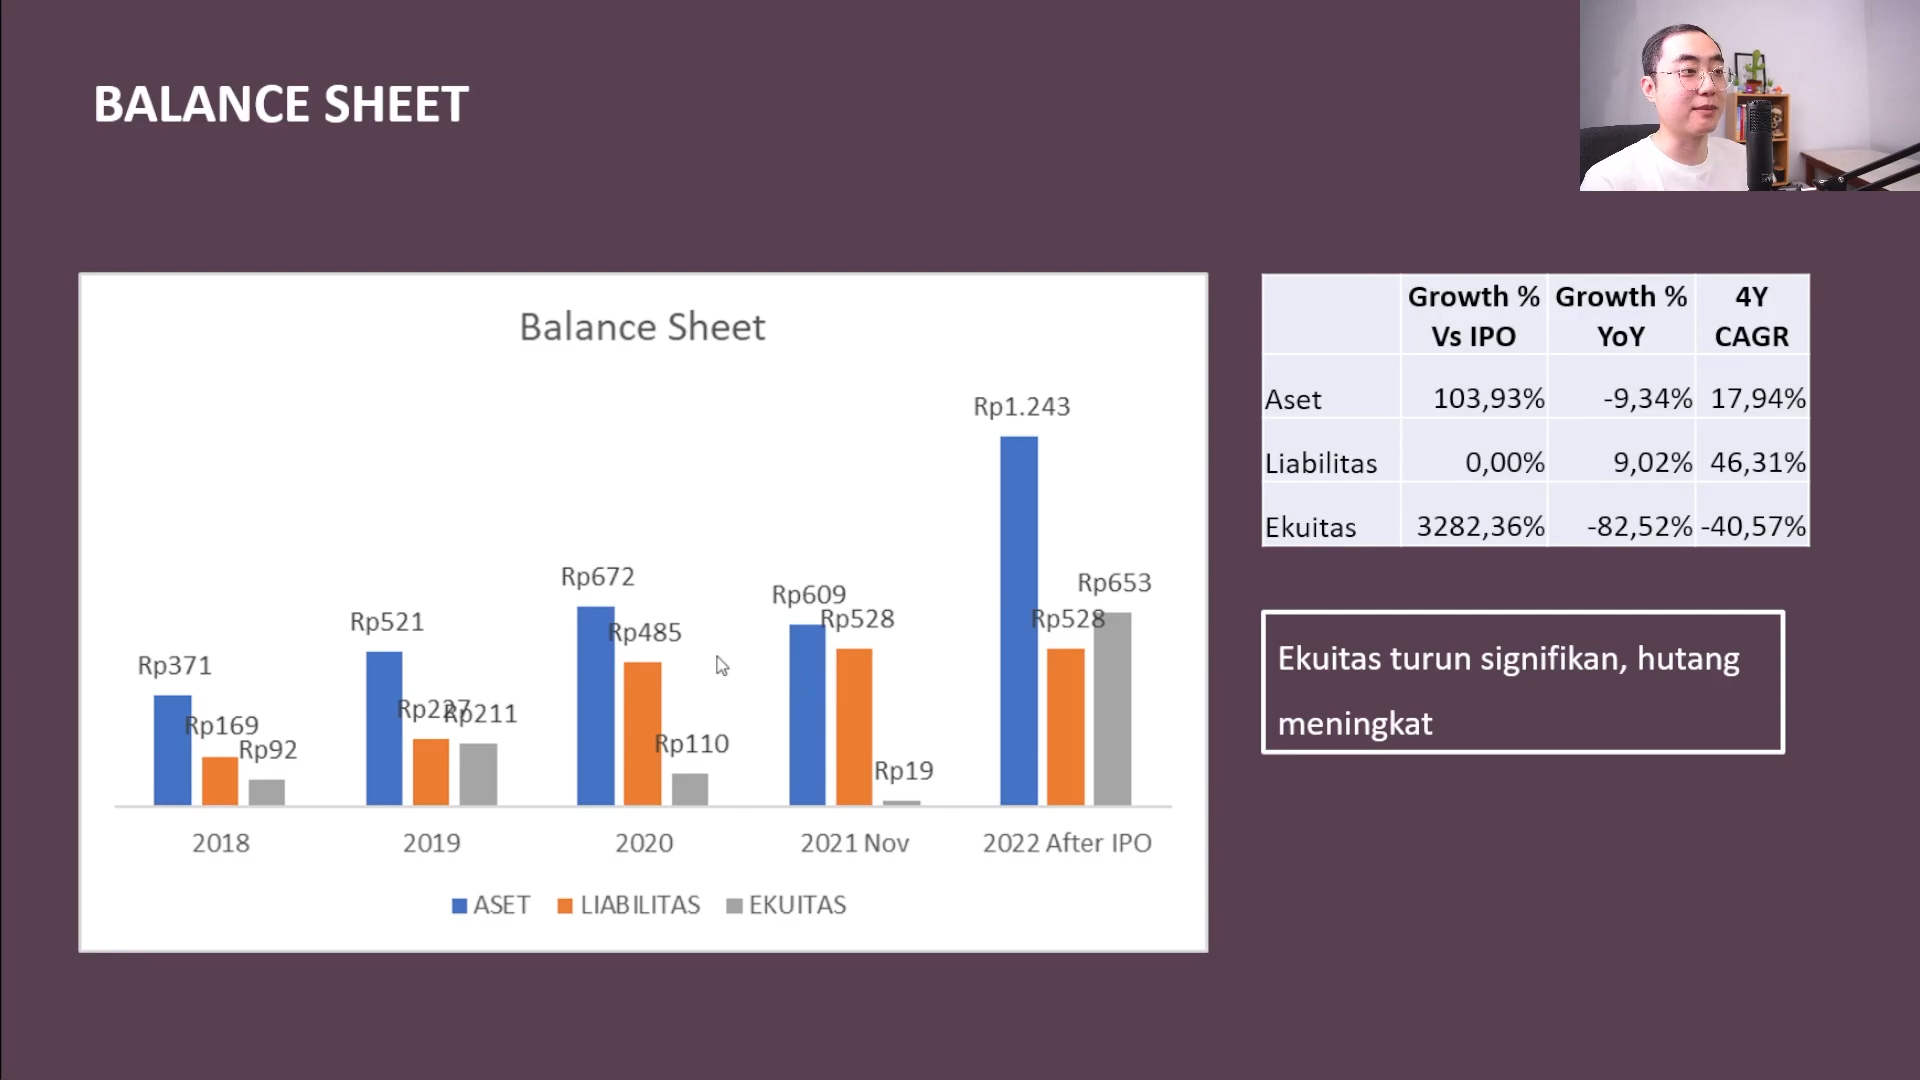 BALANCE SHEET
Balance Sheet
Rp1.243
Rp672
Rp653
Rp609
Rp521
Rp528
Rp528
Rp485
Rp371
Rp227
Rp211
Rp169
Rp92
Rp110
Rp19
2018
2019
2020
2021 Nov
2022 After IPO
ASET LIABILITAS EKUITAS
Growth % Growth % 4Y
Vs IPO YoY CAGR
Aset 103,93% -9,34% 17,94%
Liabilitas 0,00% 9,02% 46,31%
Ekuitas 3282,36% -82,52% -40,57%
Ekuitas turun signifikan, hutang
meningkat